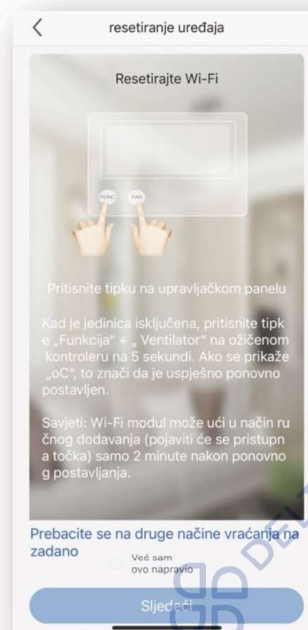 resetiranje uređaja
Resetirajte Wi-Fi
FUNC FAN
Pritisnite tipku na upravljačkom panelu
Kad je jedinica isključena, pritisnite tipk
e „Funkcija" + „ Ventilator" na ožičenom
kontroleru na 5 sekundi. Ako se prikaže
„oC", to znači da je uspješno ponovno
postavljen.
Savjeti: Wi-Fi modul može ući u način ru
čnog dodavanja (pojaviti će se pristupn
a točka) samo 2 minute nakon ponovno
g postavljanja.
Prebacite se na druge načine vraćanja na
zadano
Već sam
ovo napravio
Sljedeći
DELT